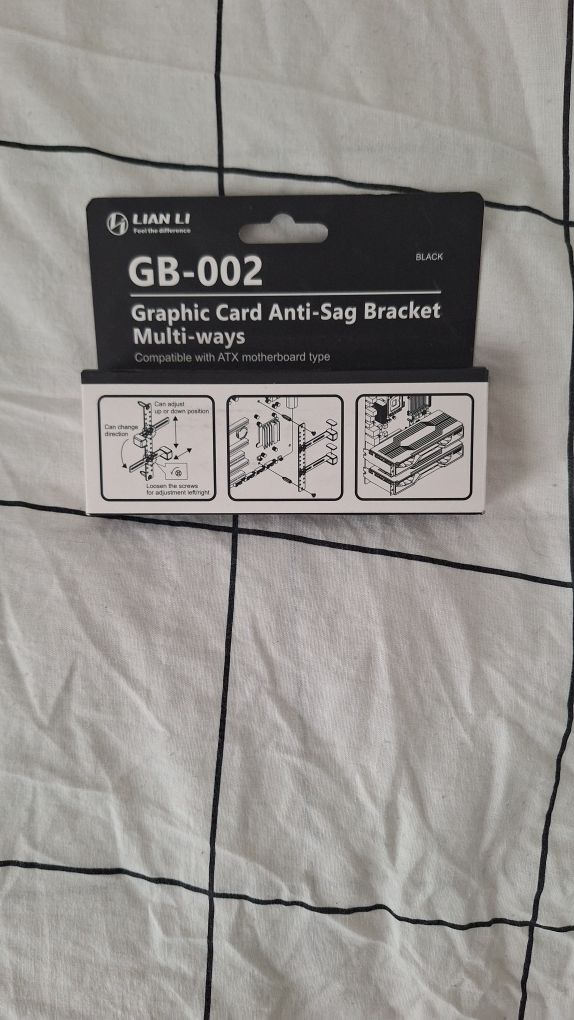 LIAN LI
Feel the difference
GB-002
BLACK
Graphic Card Anti-Sag Bracket
Multi-ways
Compatible with ATX motherboard type
Can adjust
up or down position
Can change
direction
Loosen the screws
for adjustment left/right